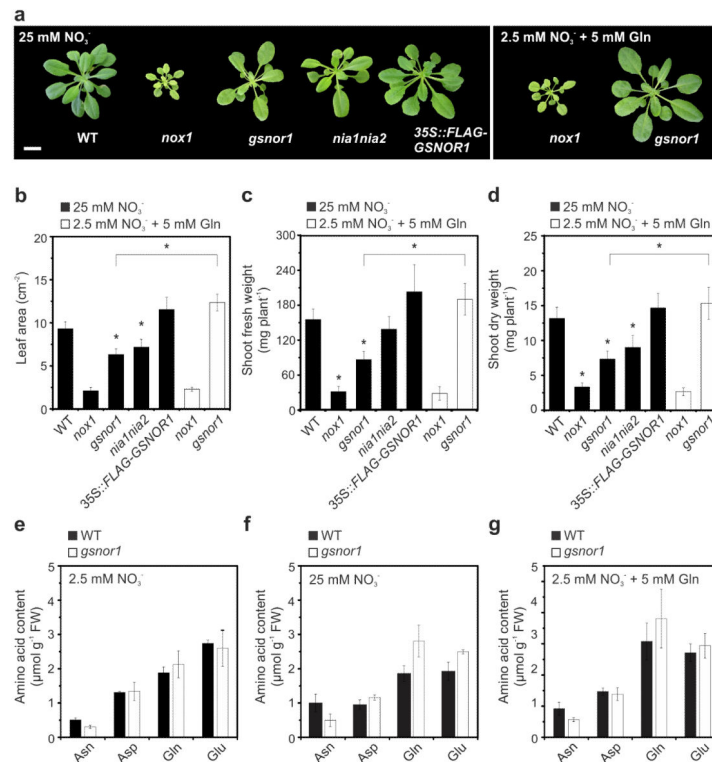 a
25 mM NO₃⁻
2.5 mM NO₃⁻ + 5 mM Gln
WT
nox1
gsnor1
nia1nia2
35S::FLAG-
GSNOR1
nox1
gsnor1
b
25 mM NO₃⁻
2.5 mM NO₃⁻ + 5 mM Gln
Leaf area (cm⁻²)
20
16
12
8
4
0
*
*
*
WT
nox1
gsnor1
nia1nia2
35S::FLAG-GSNOR1
nox1
gsnor1
c
25 mM NO₃⁻
2.5 mM NO₃⁻ + 5 mM Gln
Shoot fresh weight
(mg plant⁻¹)
300
240
180
120
60
0
*
*
*
WT
nox1
gsnor1
nia1nia2
35S::FLAG-GSNOR1
nox1
gsnor1
d
25 mM NO₃⁻
2.5 mM NO₃⁻ + 5 mM Gln
Shoot dry weight
(mg plant⁻¹)
25
20
15
10
5
0
*
*
*
*
WT
nox1
gsnor1
nia1nia2
35S::FLAG-GSNOR1
nox1
gsnor1
e
WT
gsnor1
2.5 mM NO₃⁻
Amino acid content
(µmol g⁻¹ FW)
5
4
3
2
1
0
Asn
Asp
Gln
Glu
f
WT
gsnor1
25 mM NO₃⁻
Amino acid content
(µmol g⁻¹ FW)
5
4
3
2
1
0
Asn
Asp
Gln
Glu
g
WT
gsnor1
2.5 mM NO₃⁻ + 5 mM Gln
Amino acid content
(µmol g⁻¹ FW)
5
4
3
2
1
0
Asn
Asp
Gln
Glu